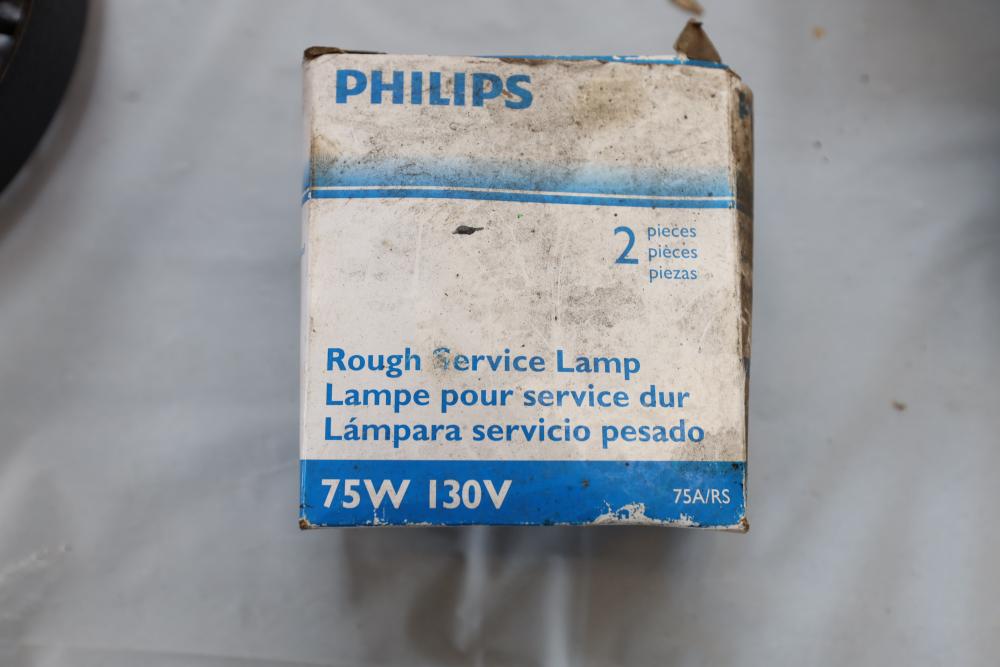 PHILIPS
2 pieces
pièces
piezas
Rough Service Lamp
Lampe pour service dur
Lámpara servicio pesado
75W 130V 75A/RS